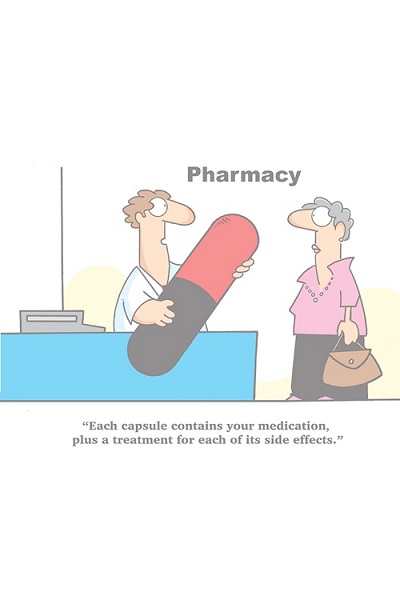 Pharmacy
“Each capsule contains your medication,
plus a treatment for each of its side effects.”